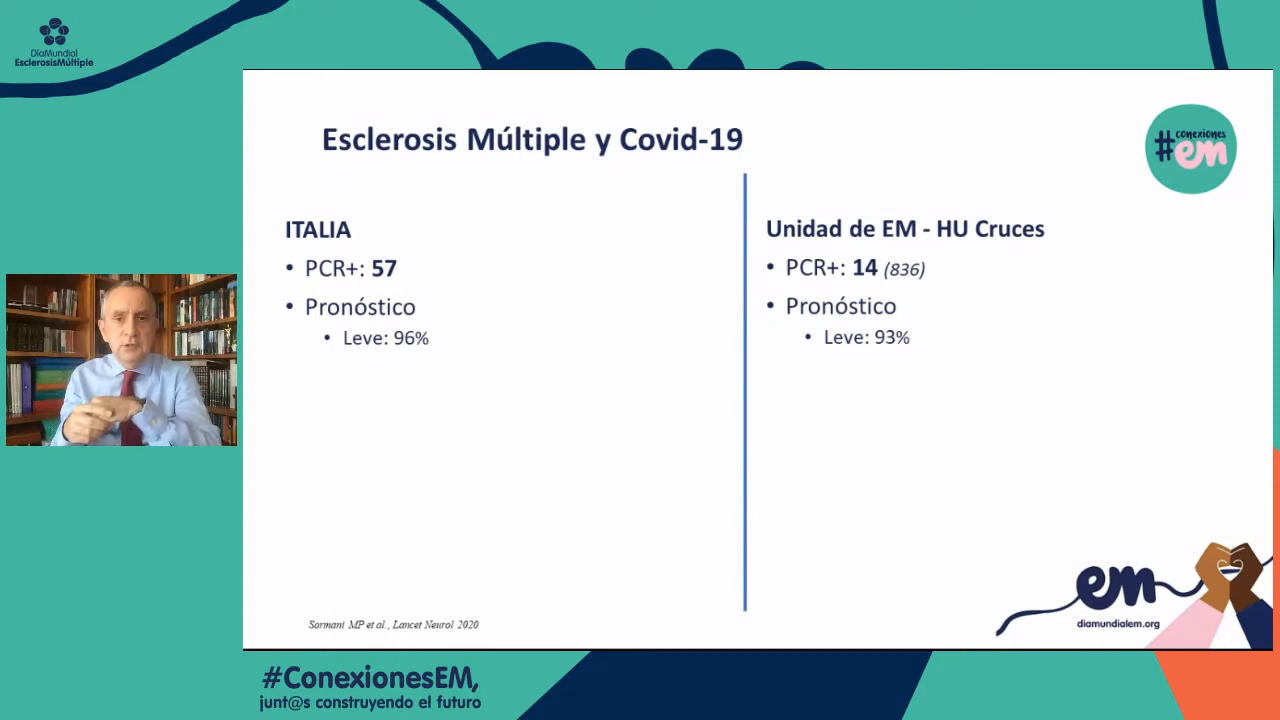 DíaMundial
EsclerosisMúltiple
Esclerosis Múltiple y Covid-19
conexiones
#em
ITALIA
• PCR+: 57
• Pronóstico
• Leve: 96%
Unidad de EM - HU Cruces
• PCR+: 14 (836)
• Pronóstico
• Leve: 93%
Sormani MP et al., Lancet Neurol 2020
em
diamundialem.org
#ConexionesEM,
junt@s construyendo el futuro